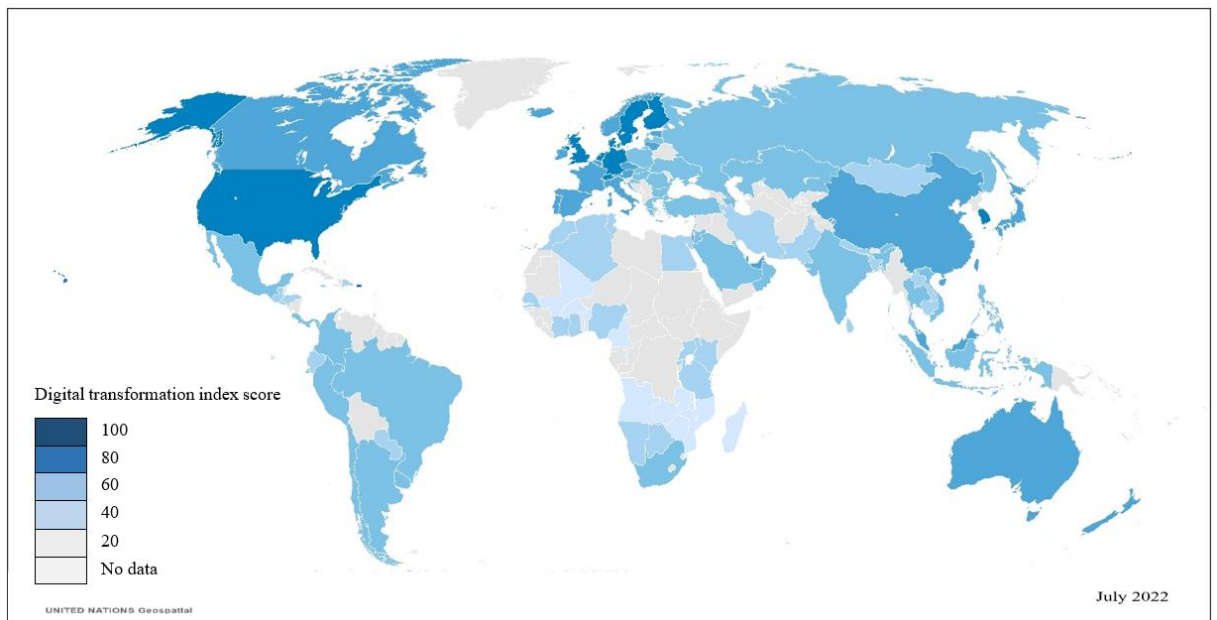 Digital transformation index score
100
80
60
40
20
No data
July 2022
UNITED NATIONS Geospatial